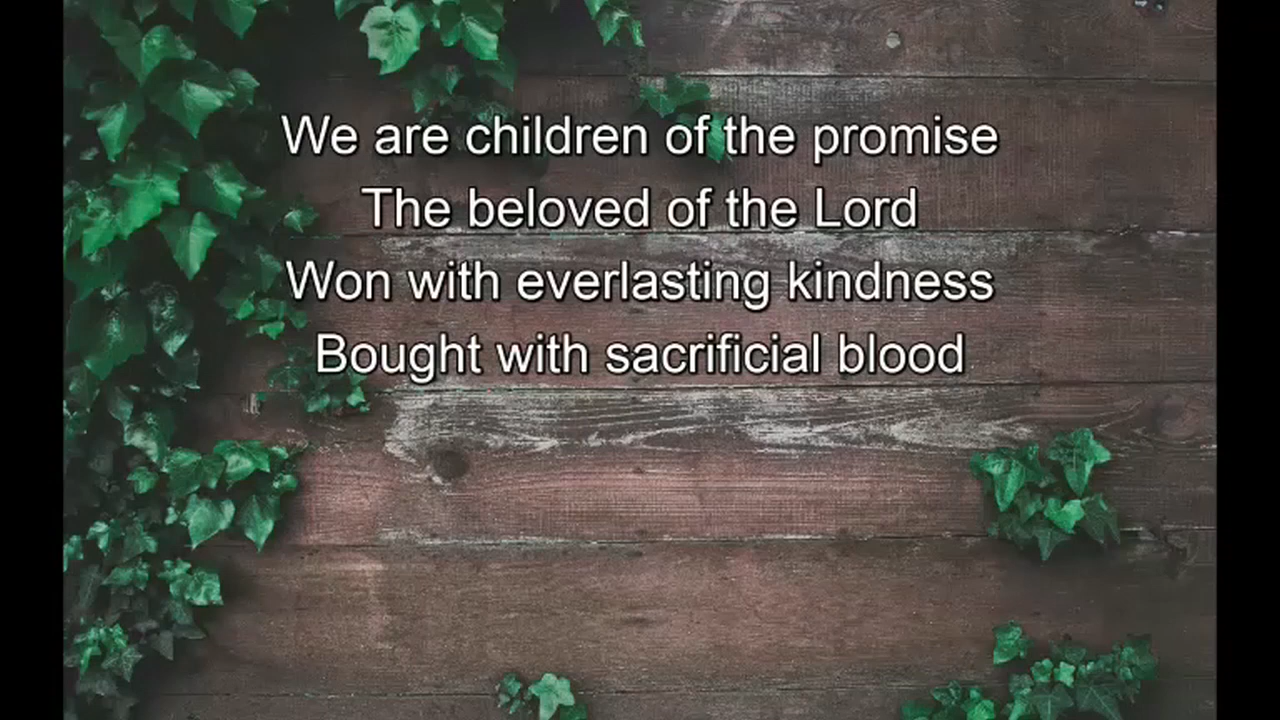 We are children of the promise
The beloved of the Lord
Won with everlasting kindness
Bought with sacrificial blood